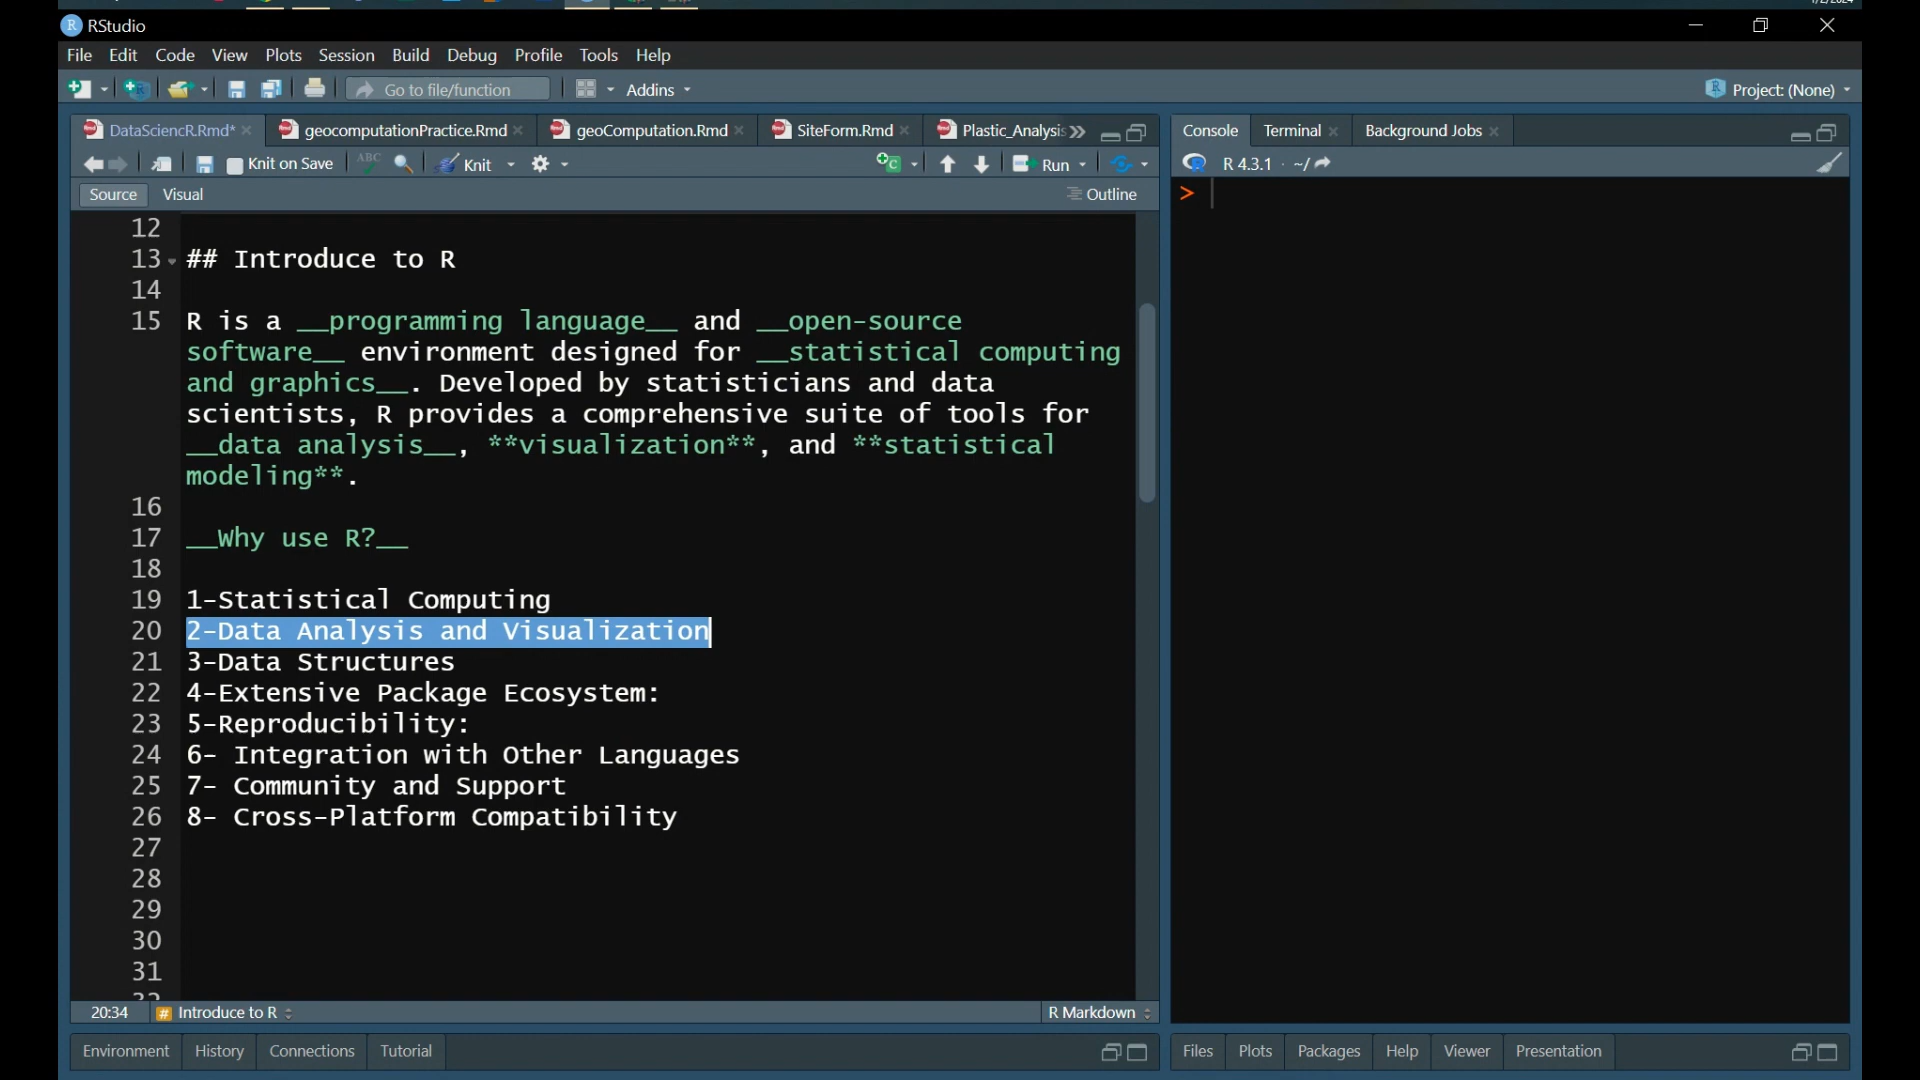 RStudio
File Edit Code View Plots Session Build Debug Profile Tools Help
Go to file/function Addins Project: (None)
DataSciencR.Rmd* geocomputationPractice.Rmd geoComputation.Rmd SiteForm.Rmd Plastic_Analysis
Knit on Save ABC Knit Run
Source Visual Outline
12
13 ## Introduce to R
14
15 R is a __programming language__ and __open-source
software__ environment designed for __statistical computing
and graphics__. Developed by statisticians and data
scientists, R provides a comprehensive suite of tools for
__data analysis__, **visualization**, and **statistical
modeling**.
16
17 __Why use R?__
18
19 1-Statistical Computing
20 2-Data Analysis and Visualization
21 3-Data Structures
22 4-Extensive Package Ecosystem:
23 5-Reproducibility:
24 6- Integration with Other Languages
25 7- Community and Support
26 8- Cross-Platform Compatibility
27
28
29
30
31
20:34 # Introduce to R R Markdown
Environment History Connections Tutorial
Console Terminal Background Jobs
R 4.3.1 · ~/
>
Files Plots Packages Help Viewer Presentation